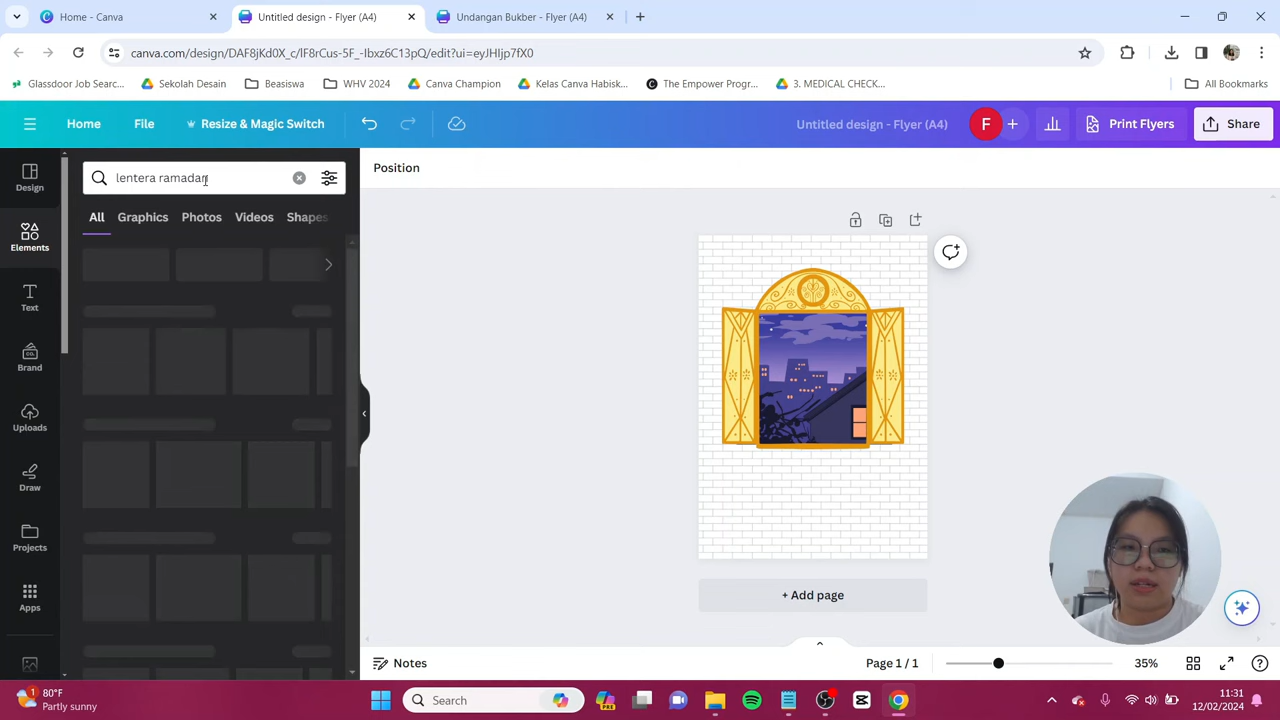 Home - Canva
Untitled design - Flyer (A4)
Undangan Bukber - Flyer (A4)
canva.com/design/DAF8jKd0X_c/lF8rCus-5F_-Ibxz6C13pQ/edit?ui=eyJHIjp7fX0
Glassdoor Job Searc...
Sekolah Desain
Beasiswa
WHV 2024
Canva Champion
Kelas Canva Habisk...
The Empower Progr...
3. MEDICAL CHECK...
All Bookmarks
Home
File
Resize & Magic Switch
Untitled design - Flyer (A4)
F
Print Flyers
Share
Design
Elements
Text
Brand
Uploads
Draw
Projects
Apps
lentera ramadan
All
Graphics
Photos
Videos
Shapes
Position
+ Add page
Notes
Page 1 / 1
35%
1
80°F
Partly sunny
Search
PRE
11:31
12/02/2024